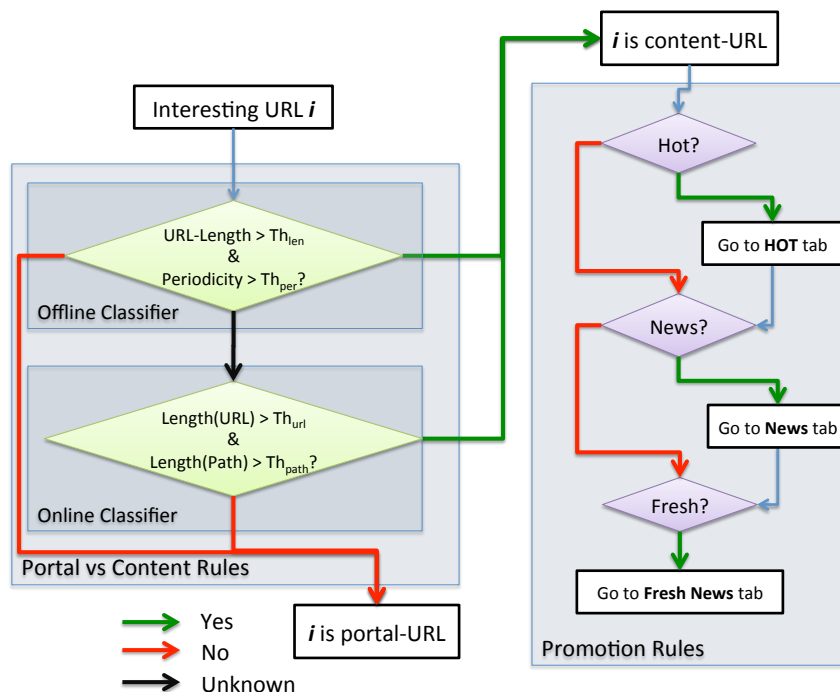 Interesting URL i
URL-Length > Th_len
&
Periodicity > Th_per?
Offline Classifier
Length(URL) > Th_url
&
Length(Path) > Th_path?
Online Classifier
Portal vs Content Rules
i is portal-URL
Yes
No
Unknown
i is content-URL
Hot?
Go to HOT tab
News?
Go to News tab
Fresh?
Go to Fresh News tab
Promotion Rules